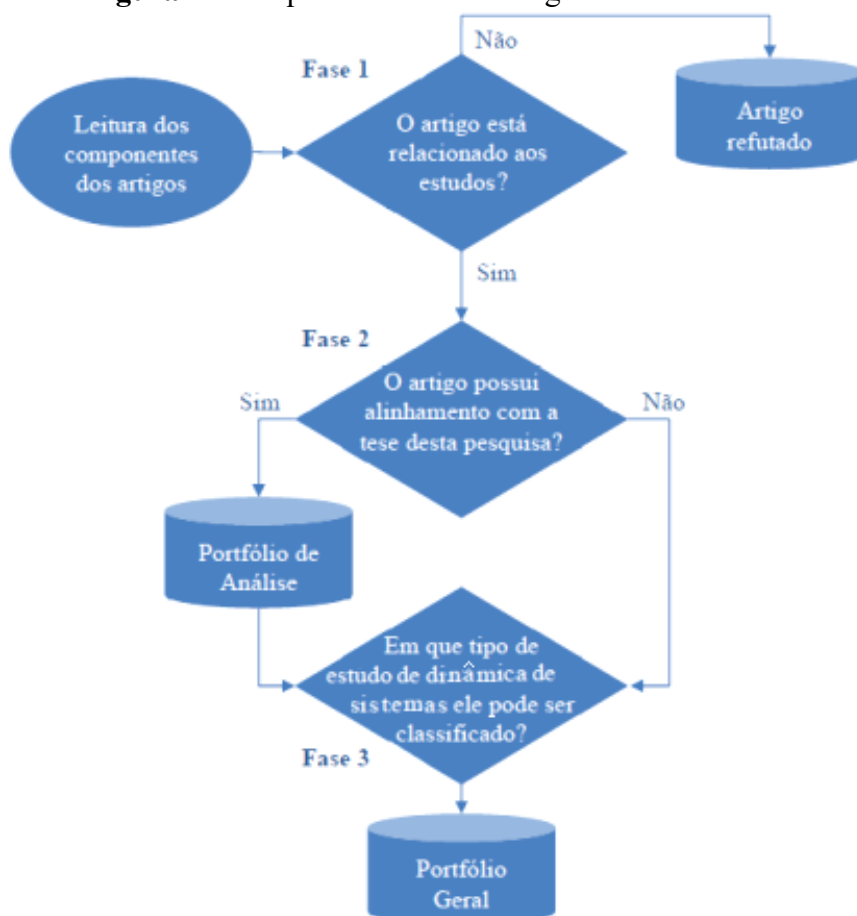 Não
Fase 1
Leitura dos
componentes
dos artigos
O artigo está
relacionado aos
estudos?
Artigo
refutado
Sim
Fase 2
O artigo possui
alinhamento com a
tese desta pesquisa?
Sim
Não
Portfólio de
Análise
Em que tipo de
estudo de dinâmica de
sistemas ele pode ser
classificado?
Fase 3
Portfólio
Geral